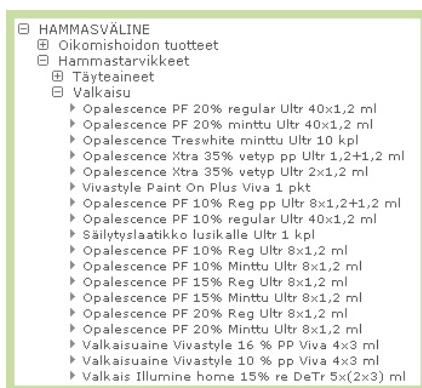 HAMMASVÄLINE
Oikomishoidon tuotteet
Hammastarvikkeet
Täyteaineet
Valkaisu
Opalescence PF 20% regular Ultr 40x1,2 ml
Opalescence PF 20% minttu Ultr 40x1,2 ml
Opalescence Treswhite minttu Ultr 10 kpl
Opalescence Xtra 35% vetyp pp Ultr 1,2+1,2 ml
Opalescence Xtra 35% vetyp Ultr 2x1,2 ml
Vivastyle Paint On Plus Viva 1 pkt
Opalescence PF 10% Reg pp Ultr 8x1,2+1,2 ml
Opalescence PF 10% regular Ultr 40x1,2 ml
Säilytyslaatikko lusikalle Ultr 1 kpl
Opalescence PF 10% Reg Ultr 8x1,2 ml
Opalescence PF 10% Minttu Ultr 8x1,2 ml
Opalescence PF 15% Reg Ultr 8x1,2 ml
Opalescence PF 15% Minttu Ultr 8x1,2 ml
Opalescence PF 20% Reg Ultr 8x1,2 ml
Opalescence PF 20% Minttu Ultr 8x1,2 ml
Valkaisuaine Vivastyle 16 % PP Viva 4x3 ml
Valkaisuaine Vivastyle 10 % pp Viva 4x3 ml
Valkais Illumine home 15% re DeTr 5x(2x3) ml